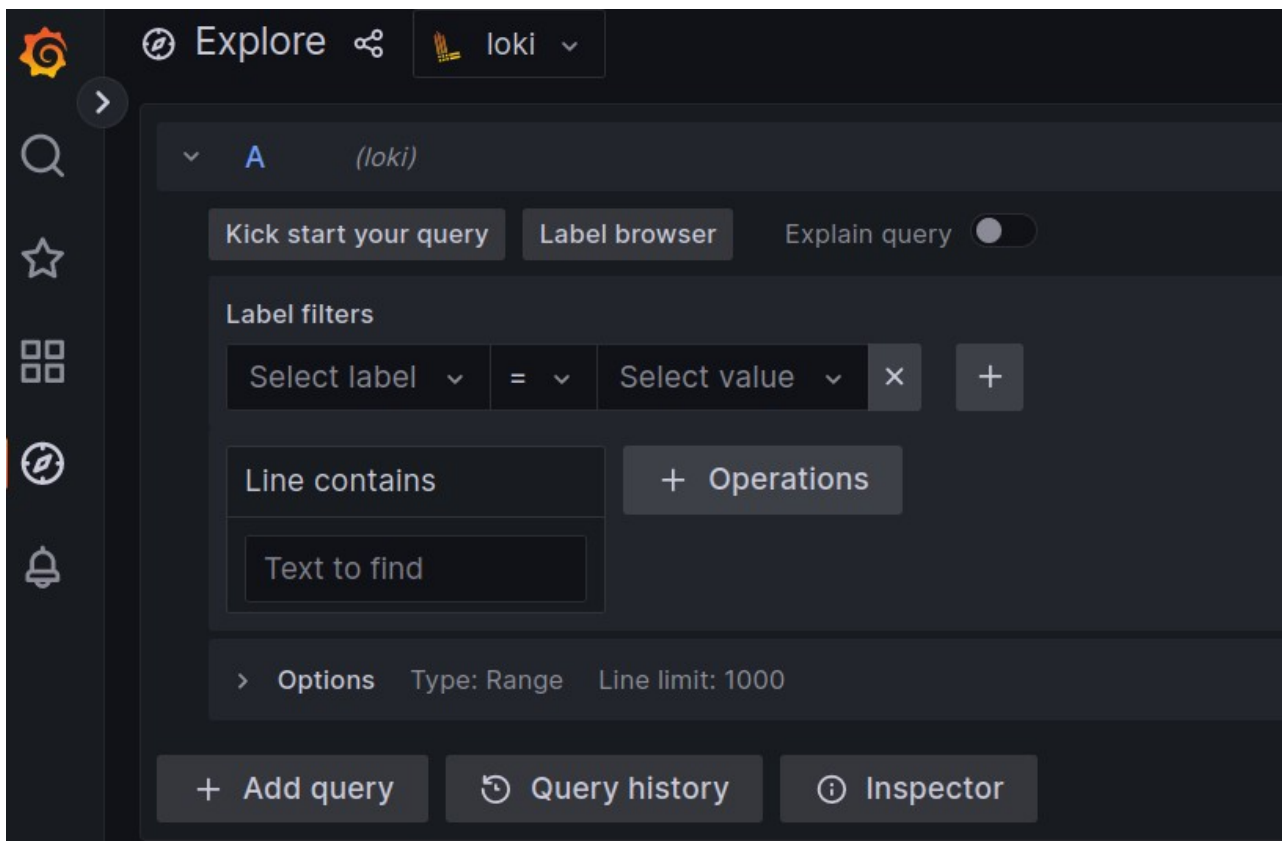 Explore loki
A (loki)
Kick start your query Label browser Explain query
Label filters
Select label = Select value
Line contains + Operations
Text to find
Options Type: Range Line limit: 1000
+ Add query Query history Inspector